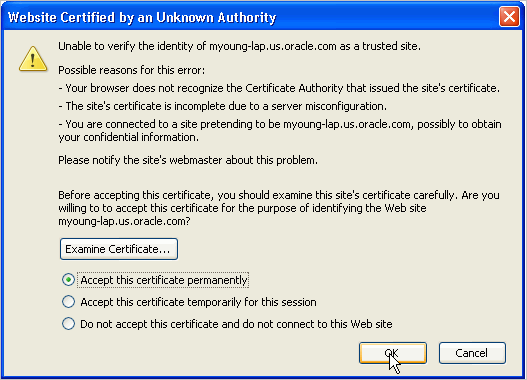 Website Certified by an Unknown Authority
Unable to verify the identity of myoung-lap.us.oracle.com as a trusted site.
Possible reasons for this error:
- Your browser does not recognize the Certificate Authority that issued the site's certificate.
- The site's certificate is incomplete due to a server misconfiguration.
- You are connected to a site pretending to be myoung-lap.us.oracle.com, possibly to obtain
your confidential information.
Please notify the site's webmaster about this problem.
Before accepting this certificate, you should examine this site's certificate carefully. Are you
willing to to accept this certificate for the purpose of identifying the Web site
myoung-lap.us.oracle.com?
Examine Certificate...
Accept this certificate permanently
Accept this certificate temporarily for this session
Do not accept this certificate and do not connect to this Web site
OK
Cancel